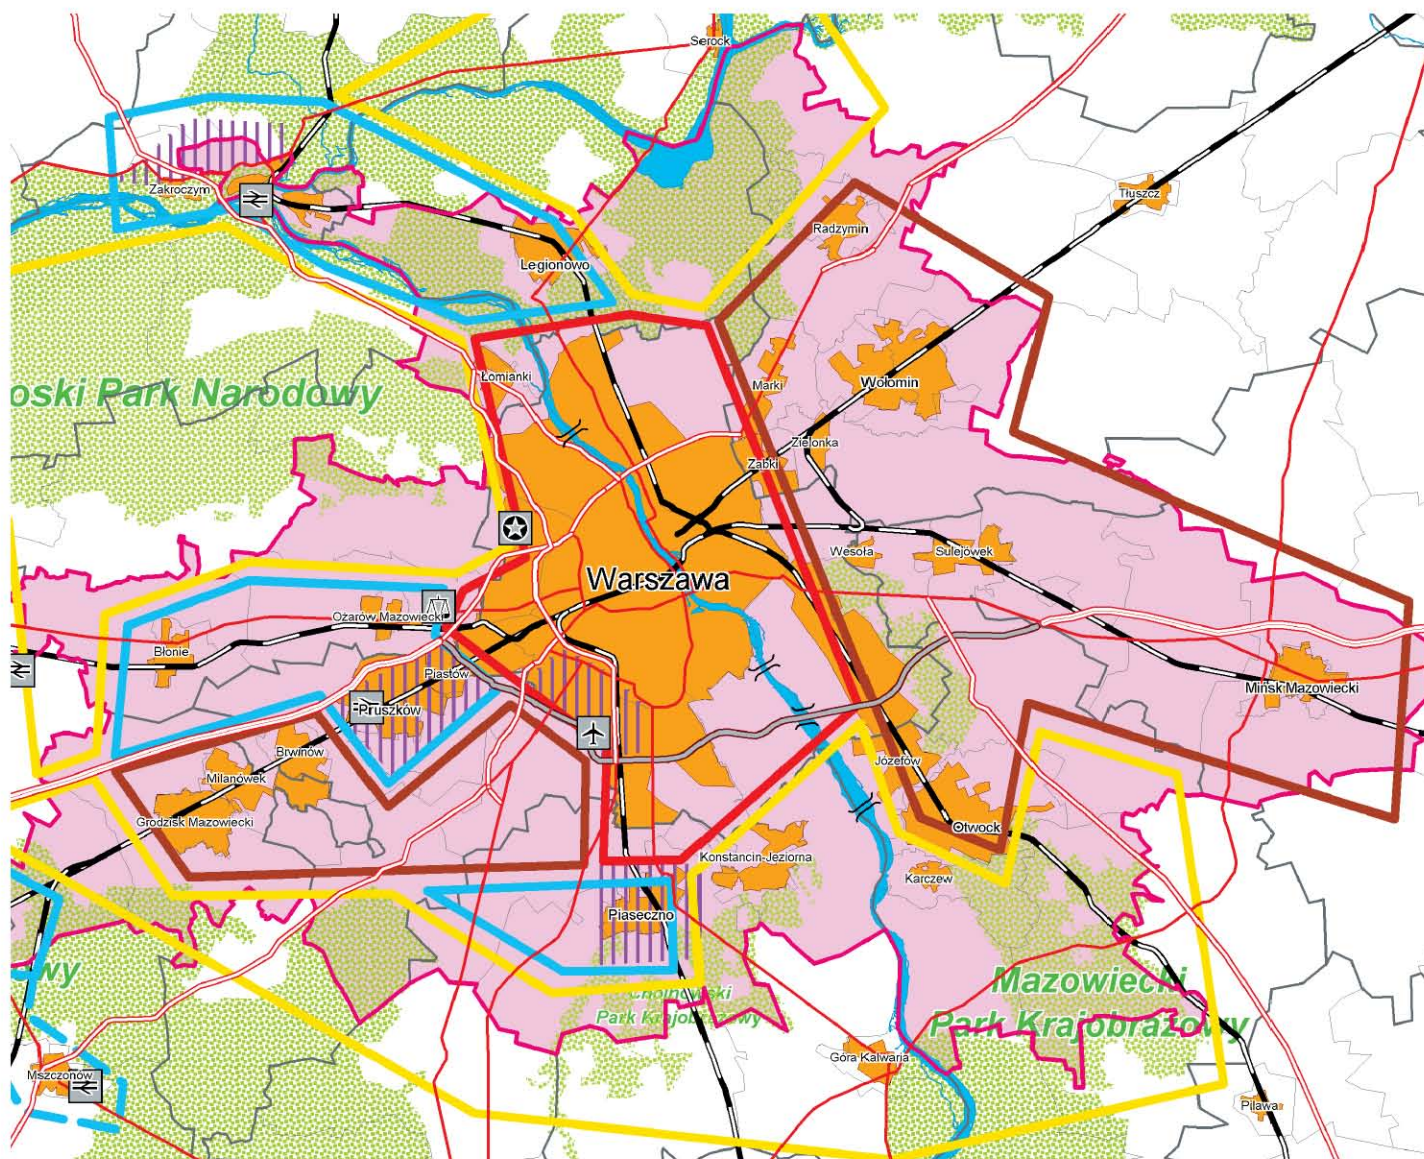 Serock
Zakroczym
Tłuszcz
Radzymin
Legionowo
Łomianki
Marki
Wołomin
oski Park Narodowy
Zielonka
Ząbki
Wesoła
Sulejówek
Warszawa
Ożarów Mazowiecki
Błonie
Piastów
Mińsk Mazowiecki
Pruszków
Brwinów
Milanówek
Józefów
Grodzisk Mazowiecki
Otwock
Konstancin-Jeziorna
Karczew
Piaseczno
wy
Mazowiecki
Park Krajobrazowy
Chojnowski
Park Krajobrazowy
Góra Kalwaria
Mszczonów
Pilawa